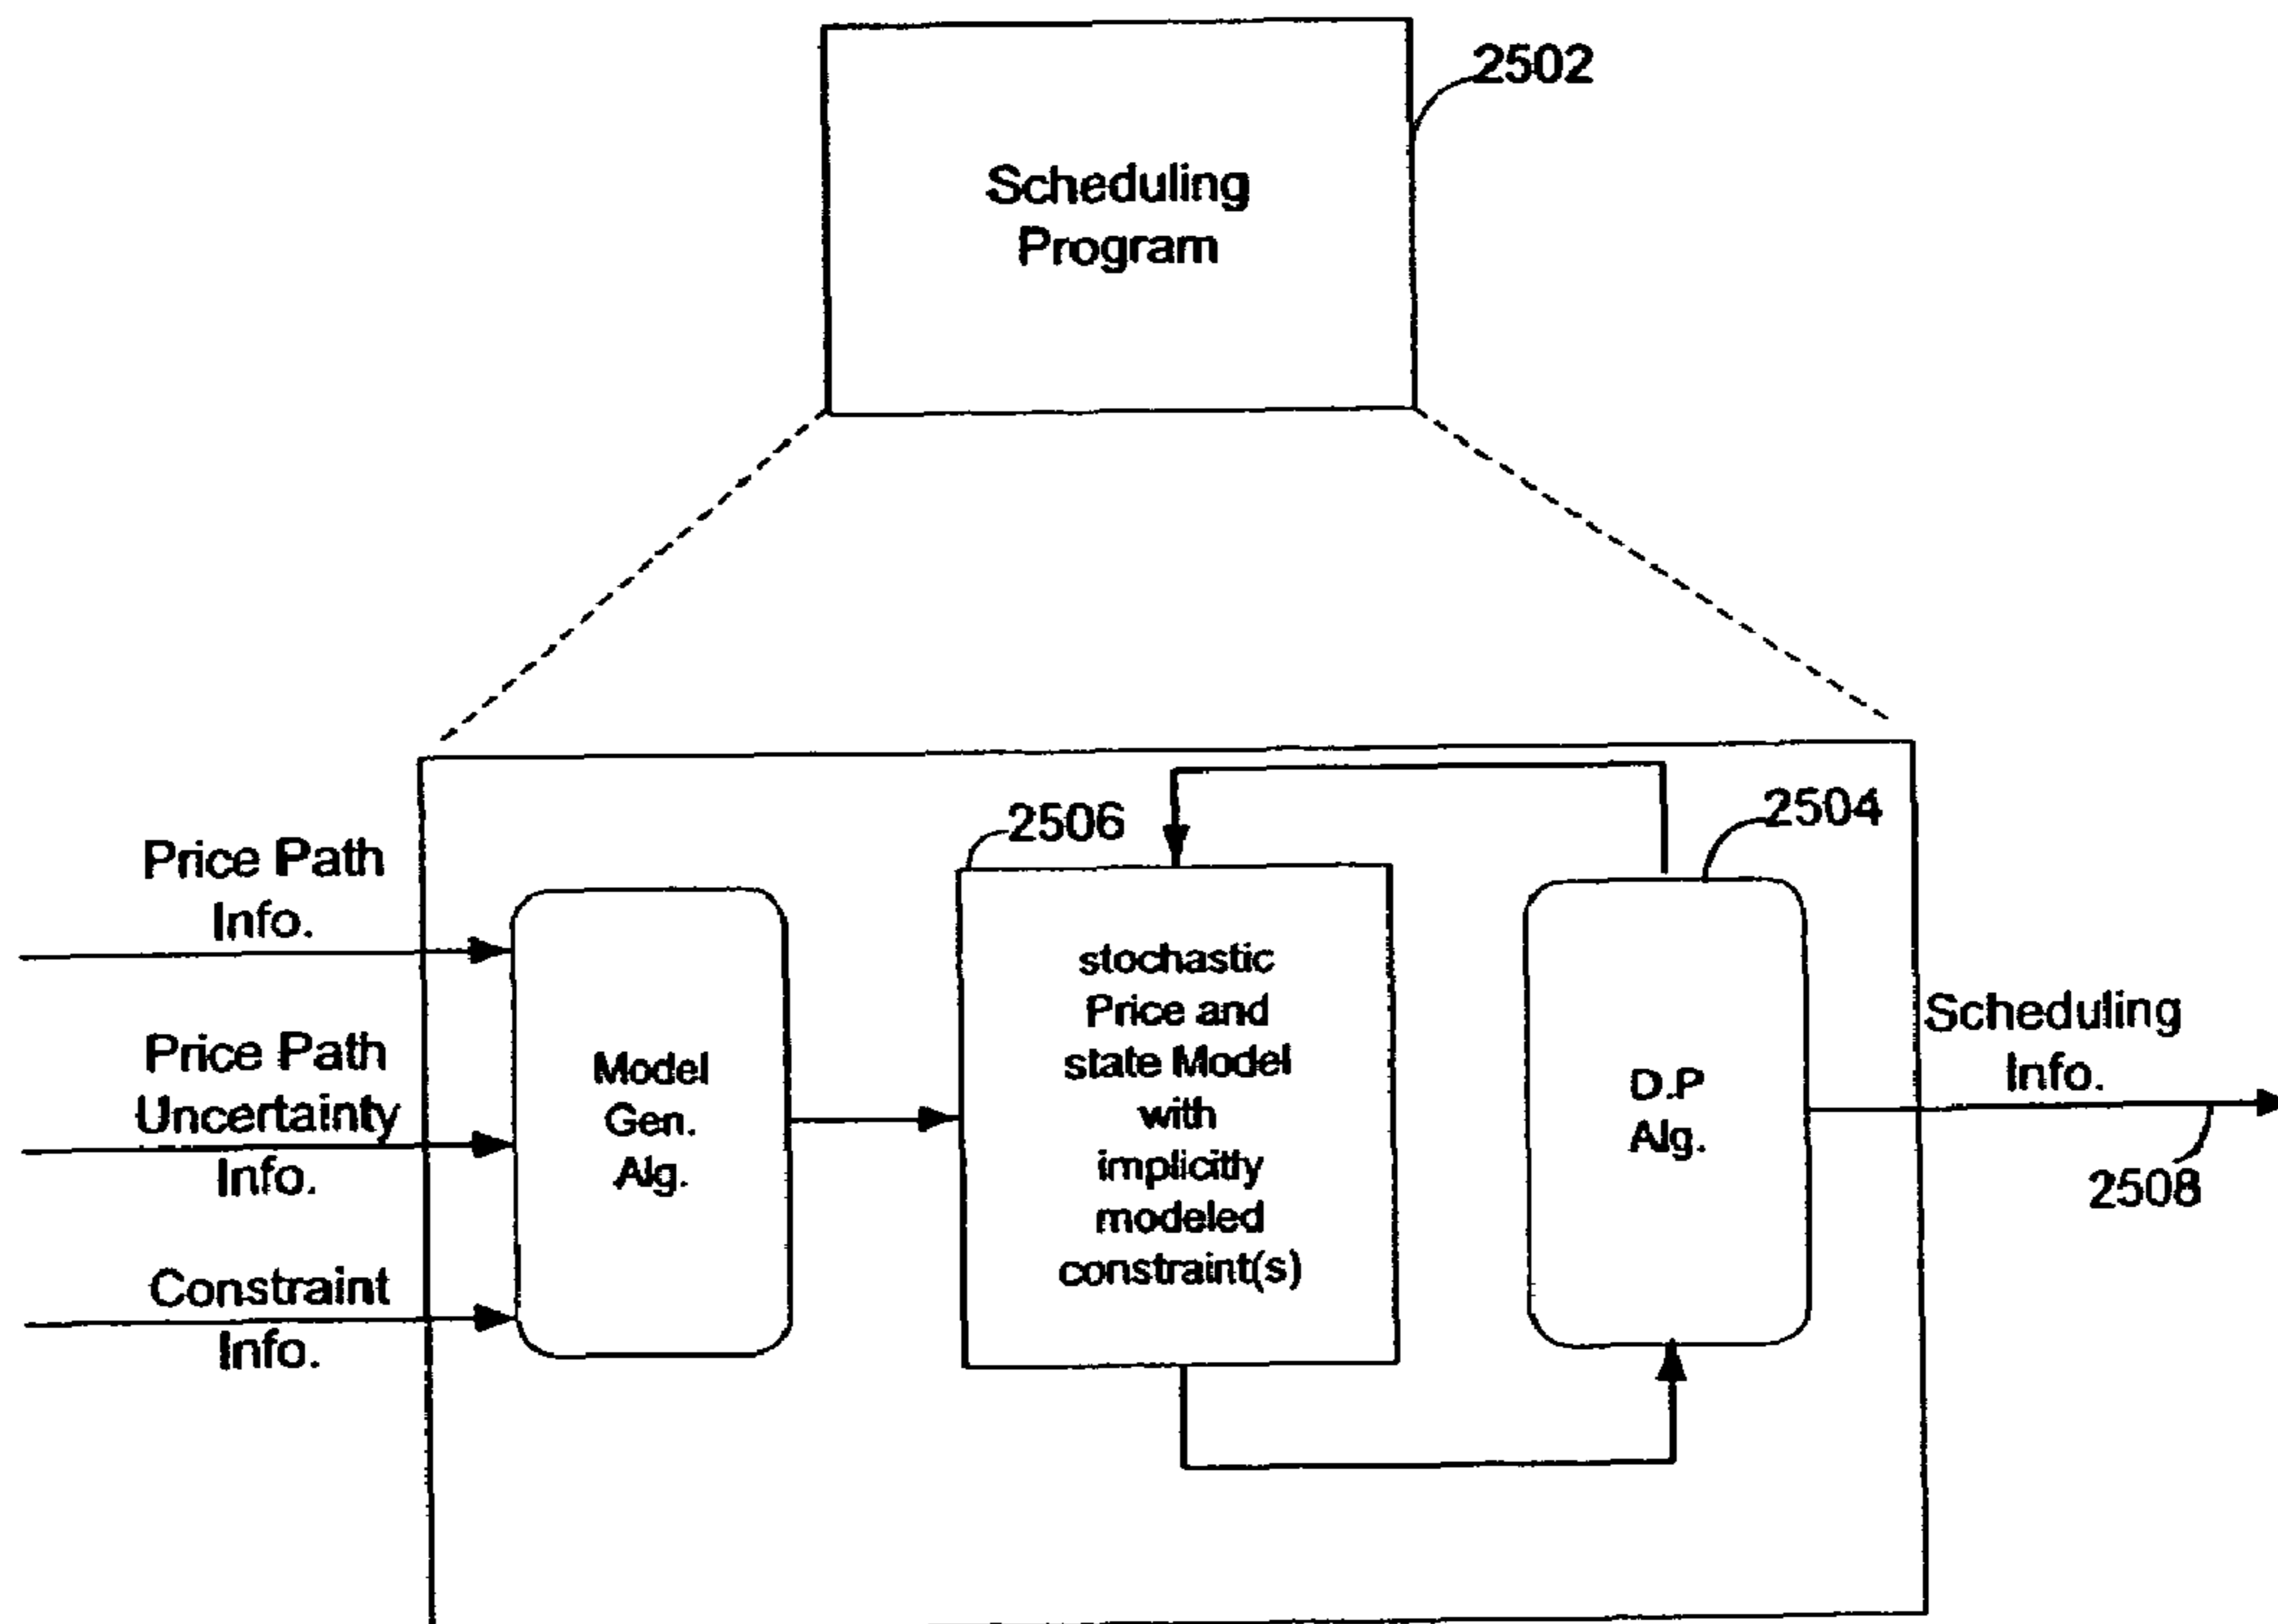 2502
Scheduling
Program
2506
2504
Price Path
Info.
Price Path
Uncertainty
Info.
Constraint
Info.
Model
Gen.
Alg.
stochastic
Price and
state Model
with
implicitly
modeled
constraint(s)
D.P
Alg.
Scheduling
Info.
2508